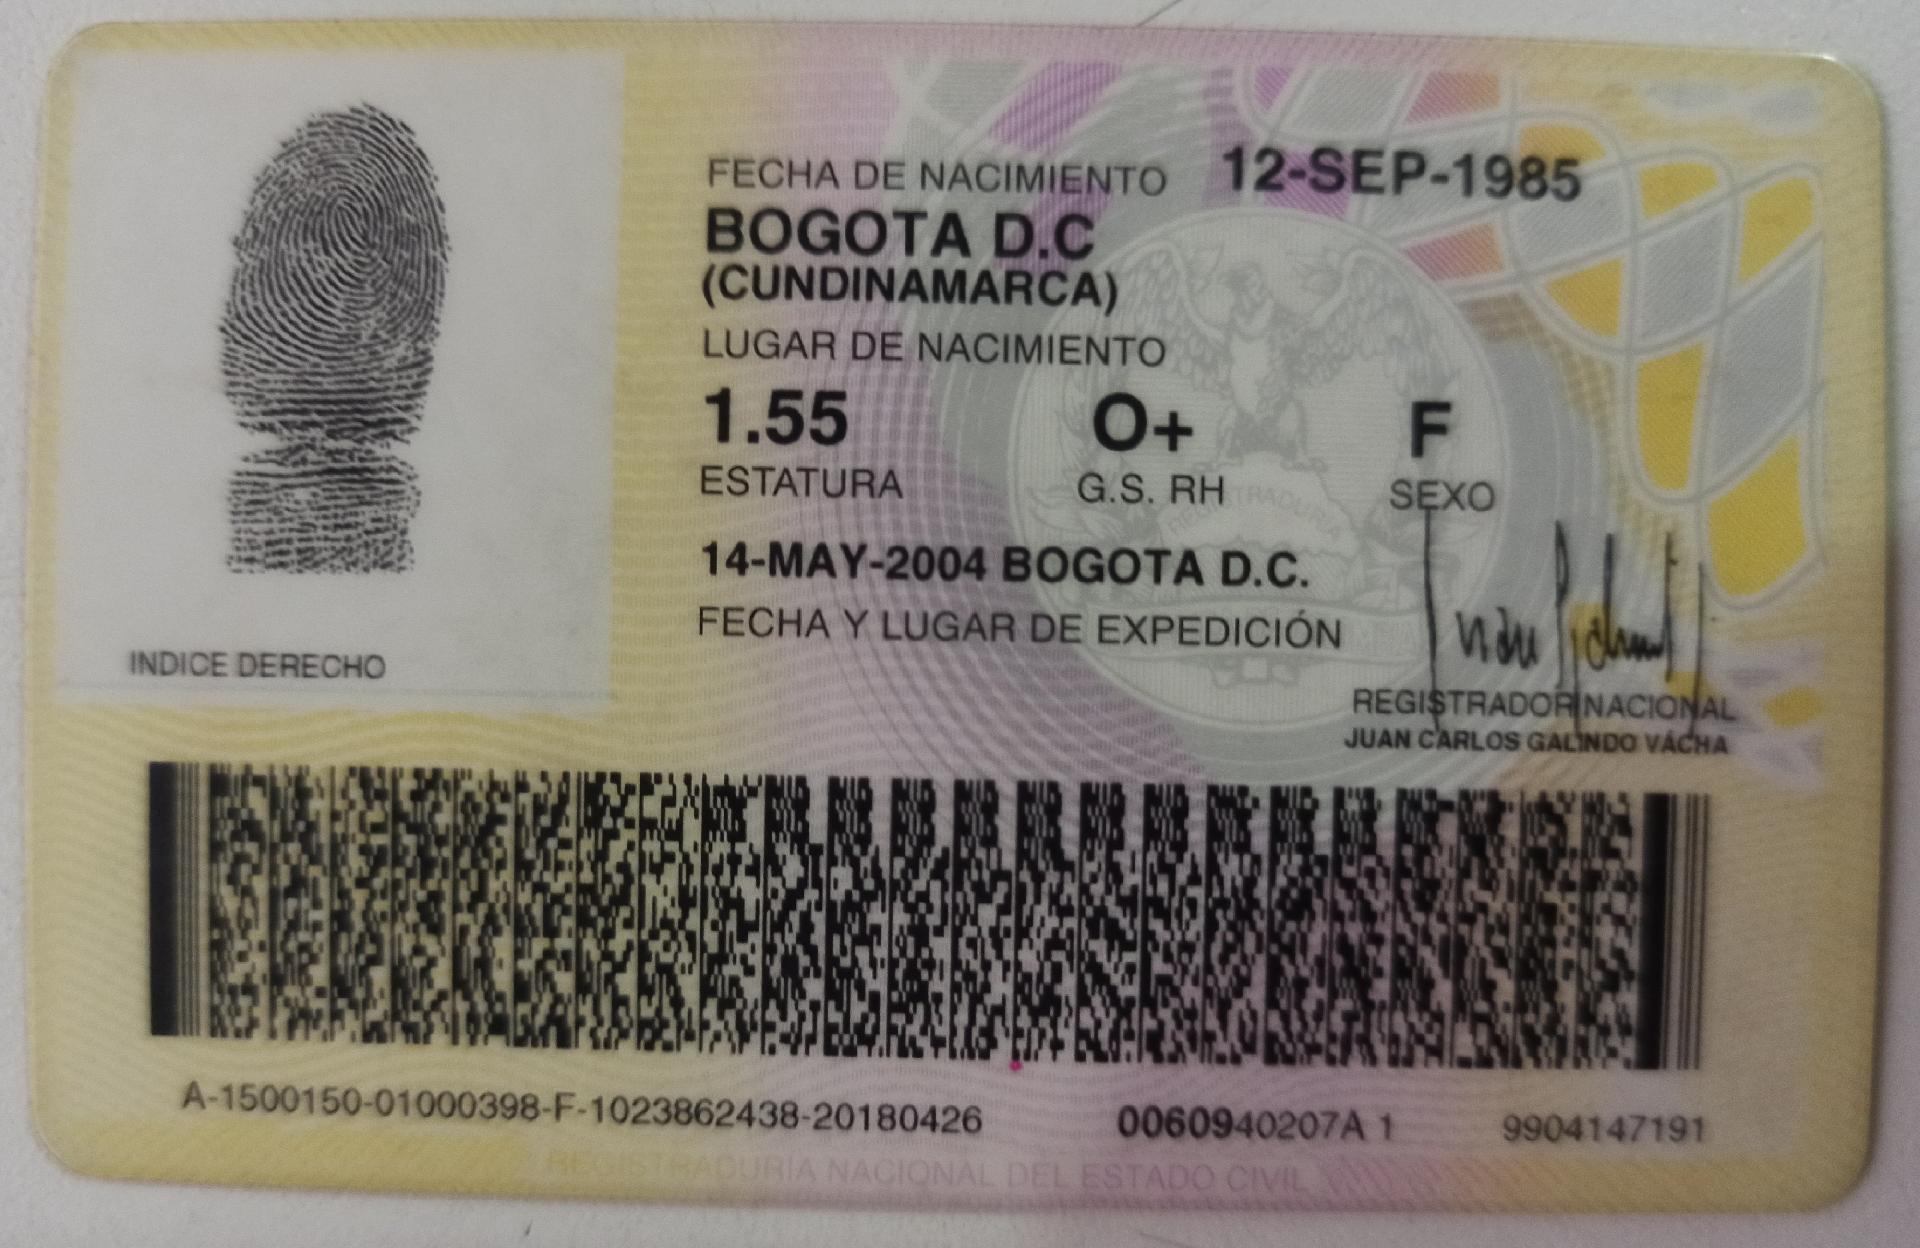 FECHA DE NACIMIENTO 12-SEP-1985
BOGOTA D.C
(CUNDINAMARCA)
LUGAR DE NACIMIENTO
1.55 O+ F
ESTATURA G.S. RH SEXO
14-MAY-2004 BOGOTA D.C.
FECHA Y LUGAR DE EXPEDICIÓN
INDICE DERECHO
REGISTRADOR NACIONAL
JUAN CARLOS GALINDO VÁCHA
A-1500150-01000398-F-1023862438-20180426 0060940207A 1 9904147191
REGISTRADURIA NACIONAL DEL ESTADO CIVIL